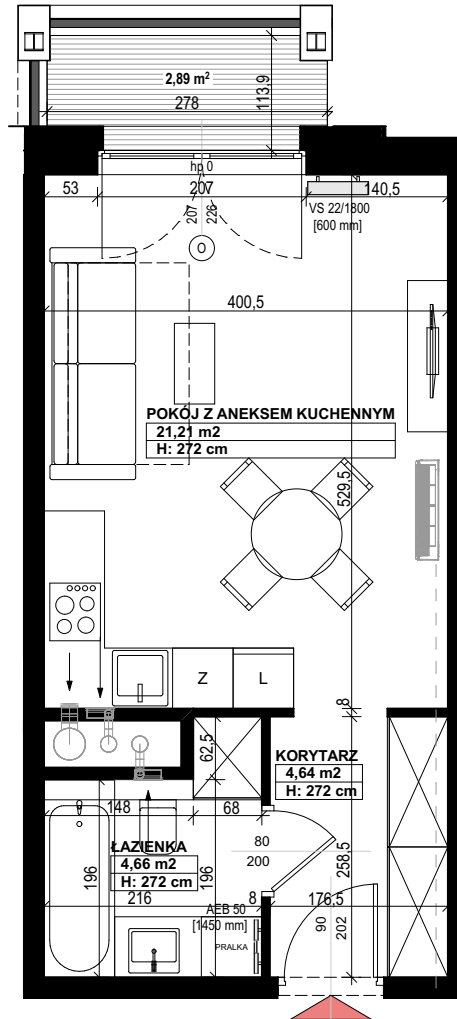 2,89 m²
278
113,9
hp 0
53
207
140,5
207
226
VS 22/1800
[600 mm]
O
400,5
POKÓJ Z ANEKSEM KUCHENNYM
21,21 m2
H: 272 cm
529,5
Z
L
8
62,5
KORYTARZ
4,64 m2
H: 272 cm
148
68
80
200
258,5
ŁAZIENKA
4,66 m2
H: 272 cm
196
196
216
8
176,5
AEB 50
[1450 mm]
PRALKA
90
202